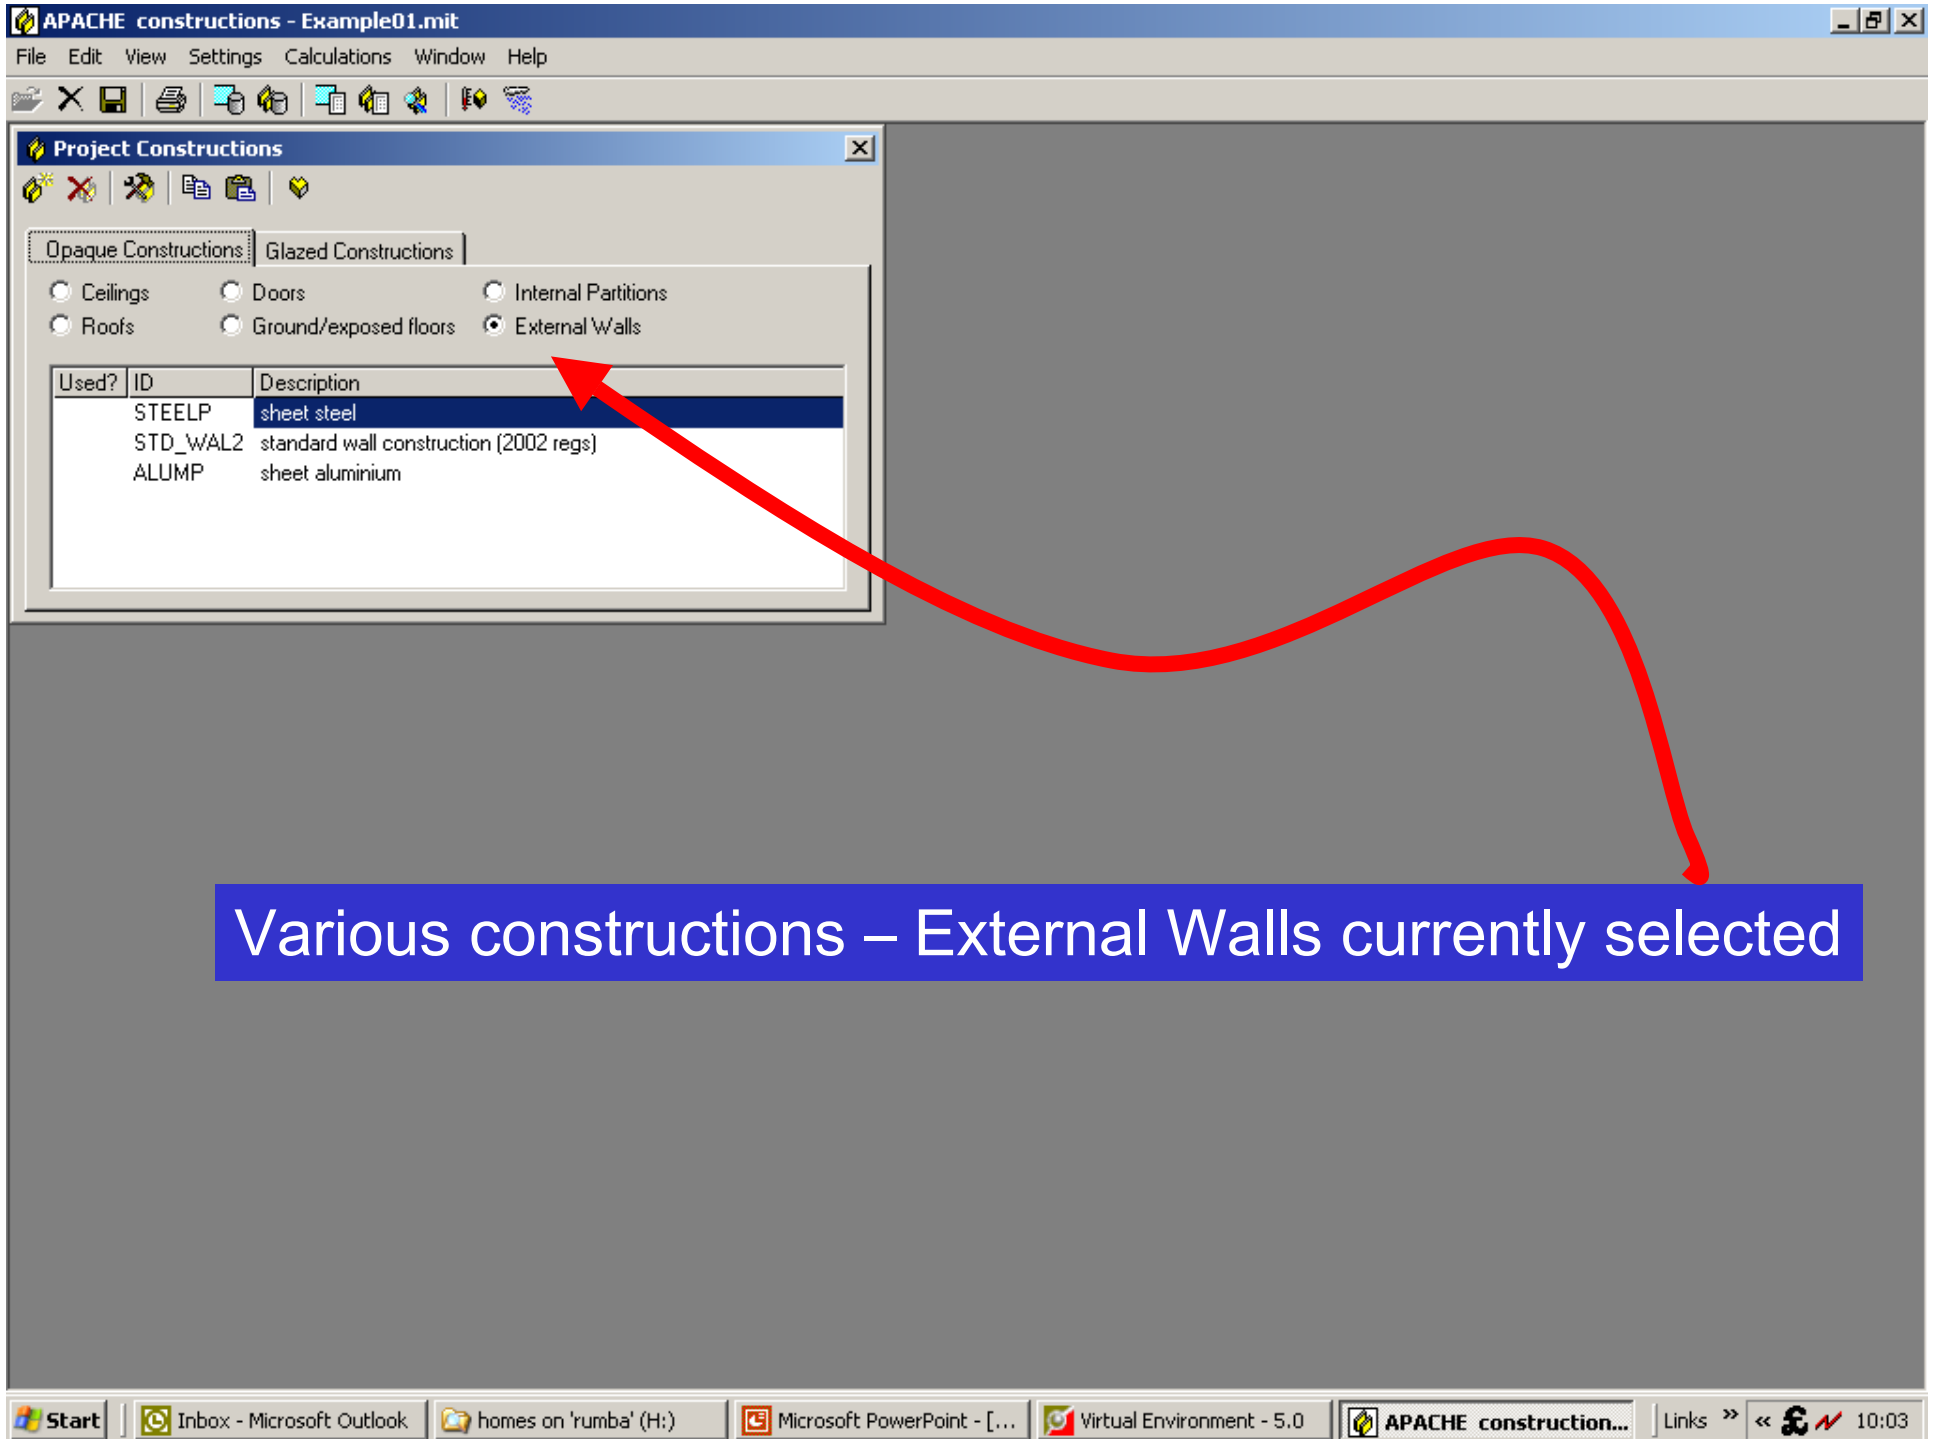 APACHE constructions - Example01.mit
File Edit View Settings Calculations Window Help
Project Constructions
Opaque Constructions Glazed Constructions
Ceilings Doors Internal Partitions
Roofs Ground/exposed floors External Walls
Used? ID Description
STEELP sheet steel
STD_WAL2 standard wall construction (2002 regs)
ALUMP sheet aluminium
Various constructions – External Walls currently selected
Start Inbox - Microsoft Outlook homes on 'rumba' (H:) Microsoft PowerPoint - [... Virtual Environment - 5.0 APACHE construction... Links » « 10:03